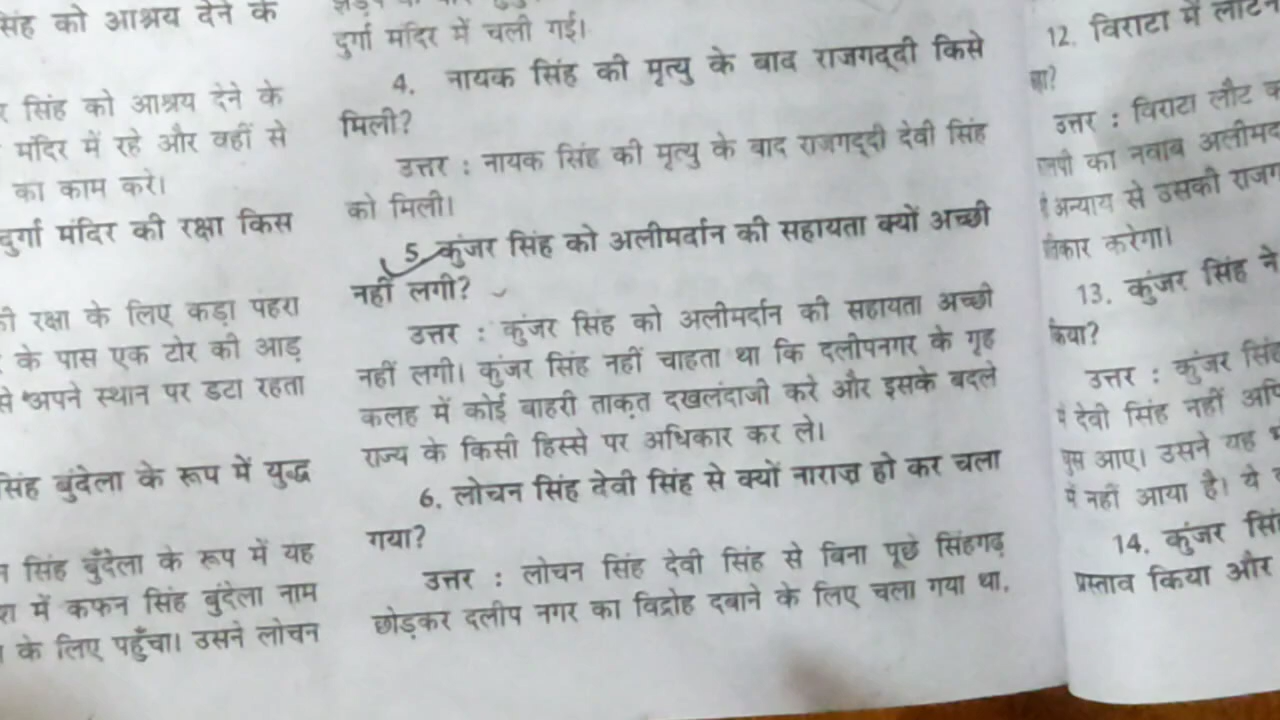 सिंह को आश्रय देने के
सिंह को आश्रय देने के
मंदिर में रहे और वहीं से
का काम करे।
दुर्गा मंदिर की रक्षा किस
की रक्षा के लिए कड़ा पहरा
के पास एक टोर की आड़
से अपने स्थान पर डटा रहता
सिंह बुंदेला के रूप में युद्ध
सिंह बुँदेला के रूप में यह
में कफन सिंह बुंदेला नाम
के लिए पहुँचा। उसने लोचन
दुर्गा मंदिर में चली गई।
4. नायक सिंह की मृत्यु के बाद राजगद्दी किसे
मिली?
उत्तर : नायक सिंह की मृत्यु के बाद राजगद्दी देवी सिंह
को मिली।
5 कुंजर सिंह को अलीमर्दान की सहायता क्यों अच्छी
नहीं लगी?
उत्तर : कुंजर सिंह को अलीमर्दान की सहायता अच्छी
नहीं लगी। कुंजर सिंह नहीं चाहता था कि दलीपनगर के गृह
कलह में कोई बाहरी ताक़त दखलंदाजी करे और इसके बदले
राज्य के किसी हिस्से पर अधिकार कर ले।
6. लोचन सिंह देवी सिंह से क्यों नाराज़ हो कर चला
गया?
उत्तर : लोचन सिंह देवी सिंह से बिना पूछे सिंहगढ़
छोड़कर दलीप नगर का विद्रोह दबाने के लिए चला गया था.
12. विराटा में
उत्तर : विराटा लौट
का नवाब
अन्याय से उसकी
करेगा।
13. कुंजर सिंह ने
उत्तर : कुंजर सिंह
देवी सिंह नहीं
आए। उसने यह
नहीं आया है। ये
14. कुंजर
प्रस्ताव किया और